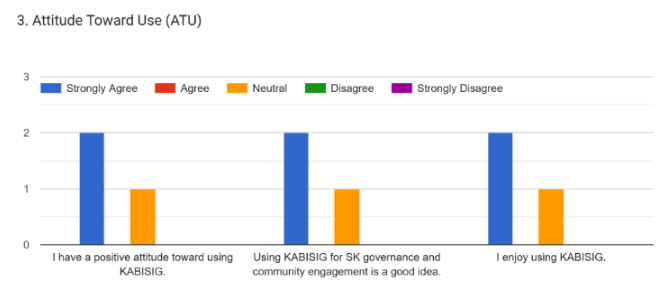 3. Attitude Toward Use (ATU)
3
Strongly Agree Agree Neutral Disagree Strongly Disagree
2
1
0
I have a positive attitude toward using
KABISIG.
Using KABISIG for SK governance and
community engagement is a good idea.
I enjoy using KABISIG.